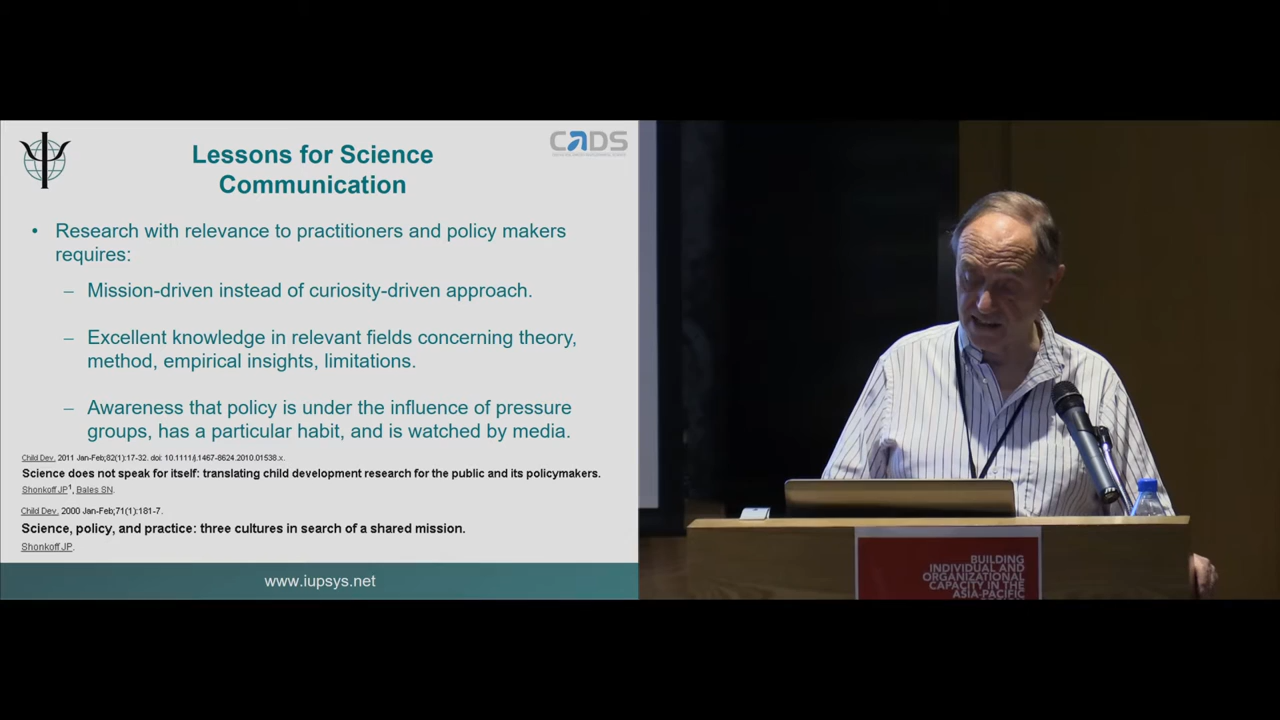 CADS
Lessons for Science
Communication
• Research with relevance to practitioners and policy makers
requires:
– Mission-driven instead of curiosity-driven approach.
– Excellent knowledge in relevant fields concerning theory,
method, empirical insights, limitations.
– Awareness that policy is under the influence of pressure
groups, has a particular habit, and is watched by media.
Child Dev. 2011 Jan-Feb;82(1):17-32. doi: 10.1111/j.1467-8624.2010.01538.x.
Science does not speak for itself: translating child development research for the public and its policymakers.
Shonkoff JP1, Bales SN.
Child Dev. 2000 Jan-Feb;71(1):181-7.
Science, policy, and practice: three cultures in search of a shared mission.
Shonkoff JP.
www.iupsys.net
BUILDING
INDIVIDUAL AND
ORGANIZATIONAL
CAPACITY IN THE
ASIA-PACIFIC